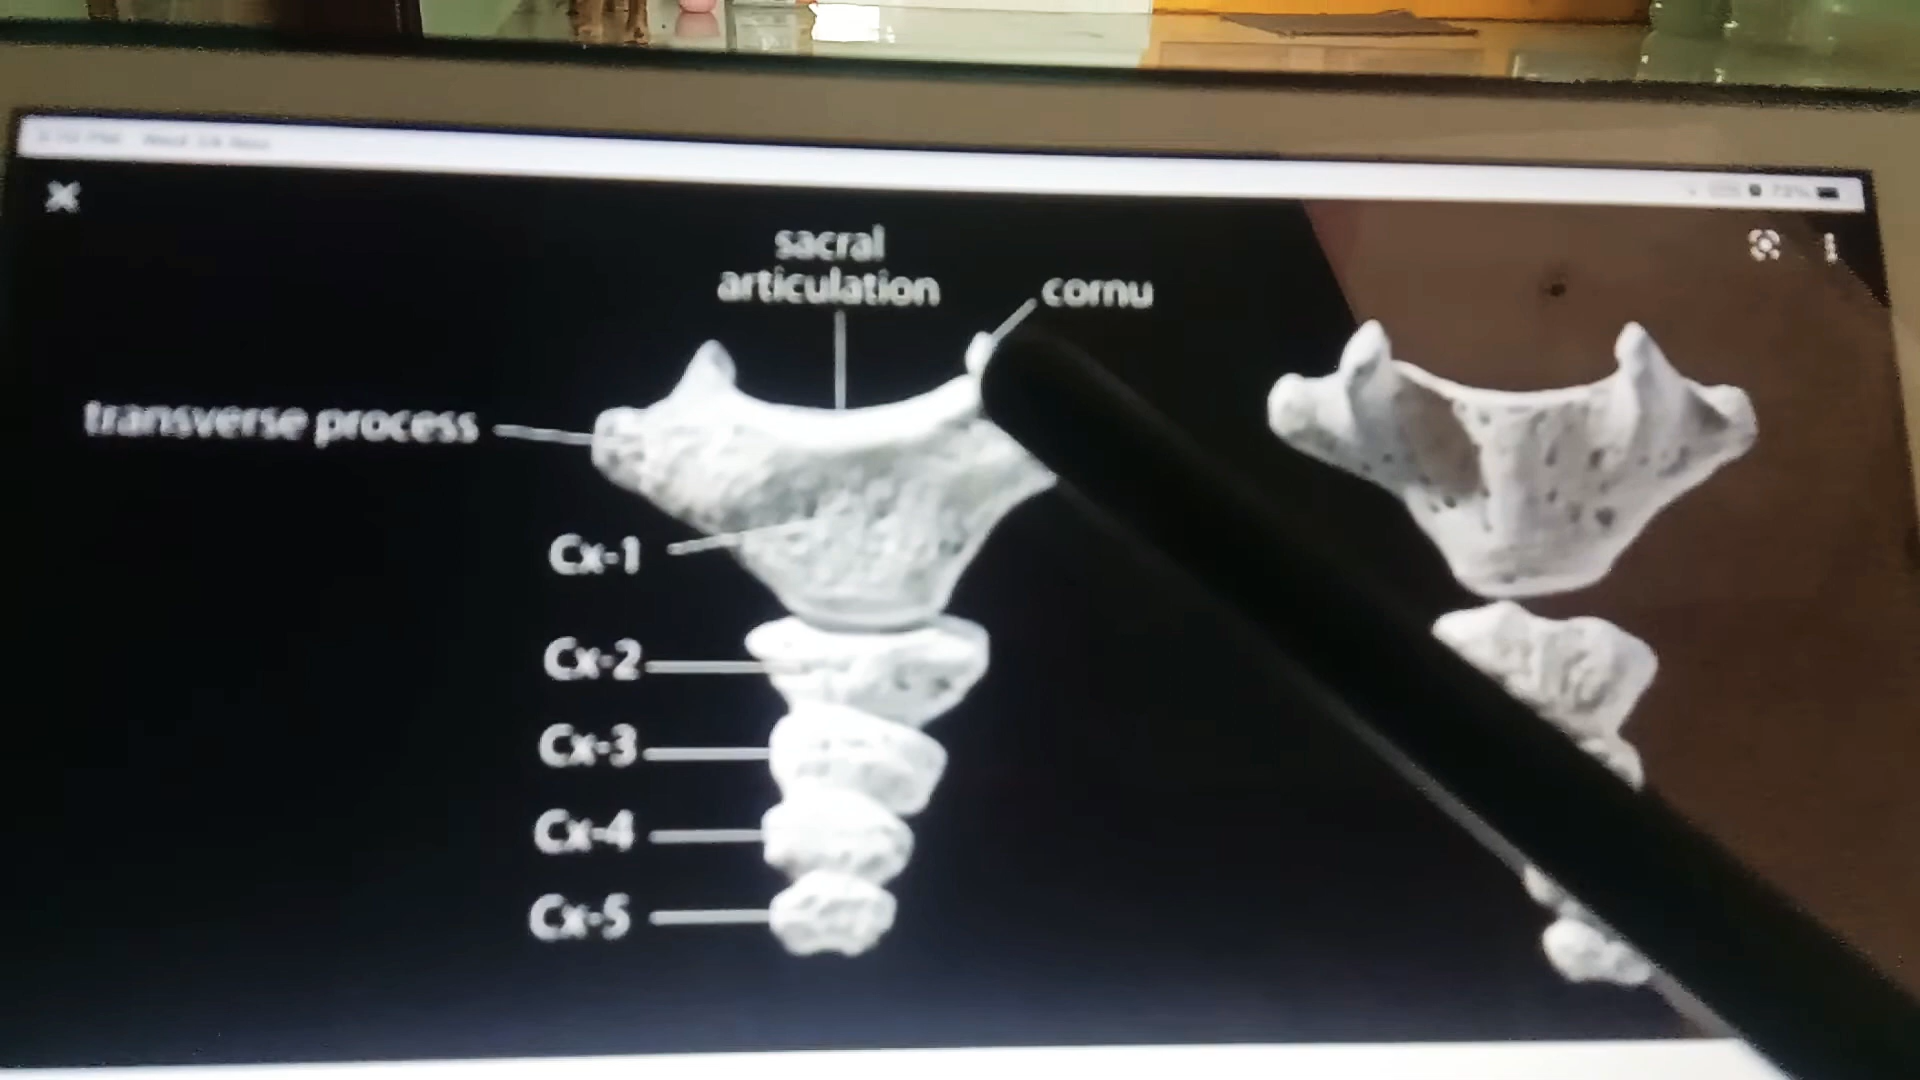 sacral
articulation
cornu
transverse process
Cx-1
Cx-2
Cx-3
Cx-4
Cx-5